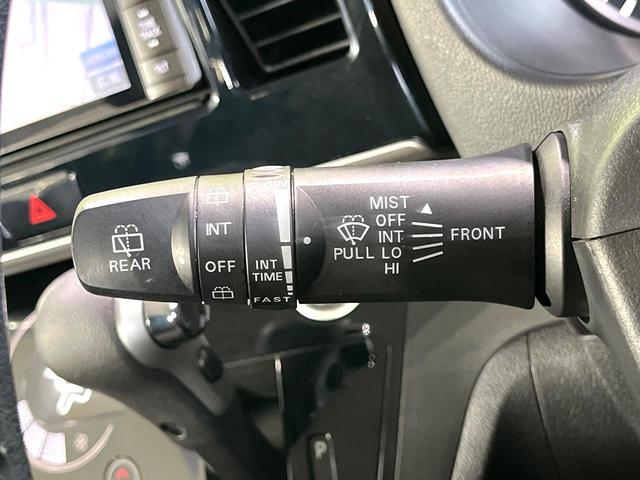 REAR
INT
OFF
INT
TIME
FAST
MIST
OFF
INT
PULL LO
HI
FRONT
P